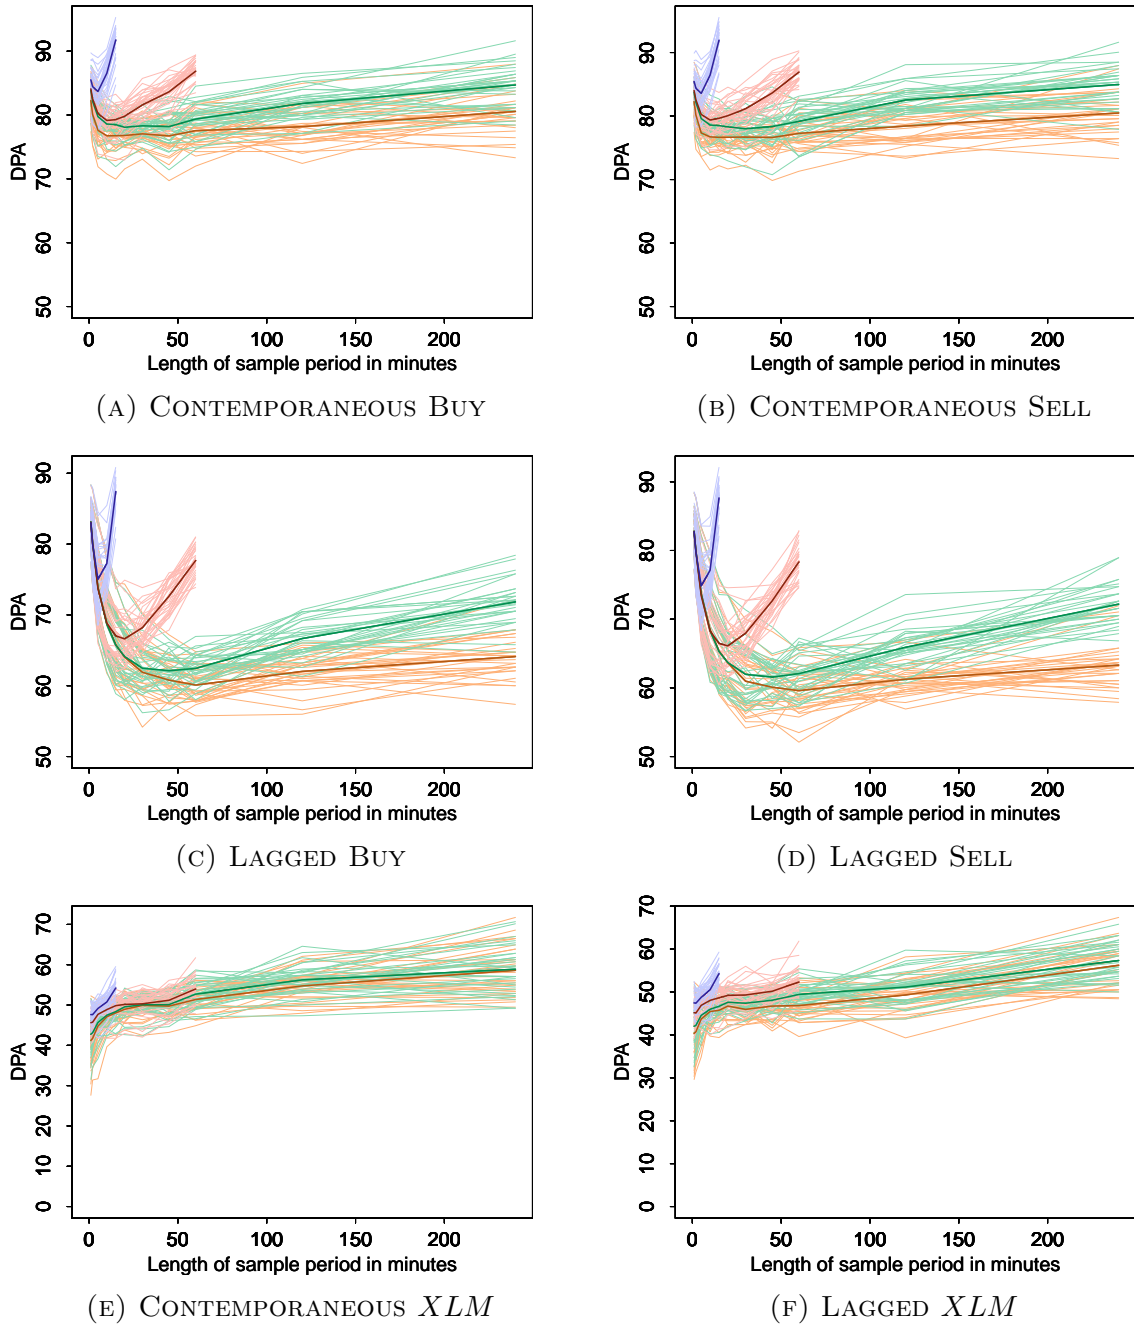 90
80
70
60
50
DPA
0 50 100 150 200
Length of sample period in minutes
(A) CONTEMPORANEOUS BUY
90
80
70
60
50
DPA
0 50 100 150 200
Length of sample period in minutes
(B) CONTEMPORANEOUS SELL
90
80
70
60
50
DPA
0 50 100 150 200
Length of sample period in minutes
(C) LAGGED BUY
90
80
70
60
50
DPA
0 50 100 150 200
Length of sample period in minutes
(D) LAGGED SELL
70
60
50
40
30
20
10
0
DPA
0 50 100 150 200
Length of sample period in minutes
(E) CONTEMPORANEOUS XLM
70
60
50
40
30
20
10
0
DPA
0 50 100 150 200
Length of sample period in minutes
(F) LAGGED XLM